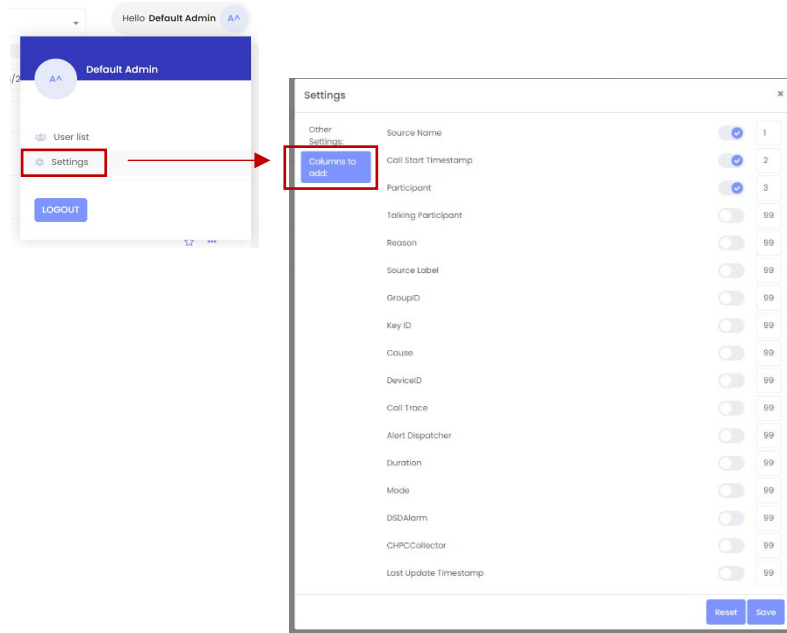 Hello Default Admin A^
/2
A^ Default Admin
User list
Settings
LOGOUT
Settings ×
Other
Settings:
Columns to
add:
Source Name 1
Call Start Timestamp 2
Participant 3
Talking Participant 99
Reason 99
Source Label 99
GroupID 99
Key ID 99
Cause 99
DeviceID 99
Call Trace 99
Alert Dispatcher 99
Duration 99
Mode 99
DSDAlarm 99
CHPCCollector 99
Last Update Timestamp 99
Reset Save